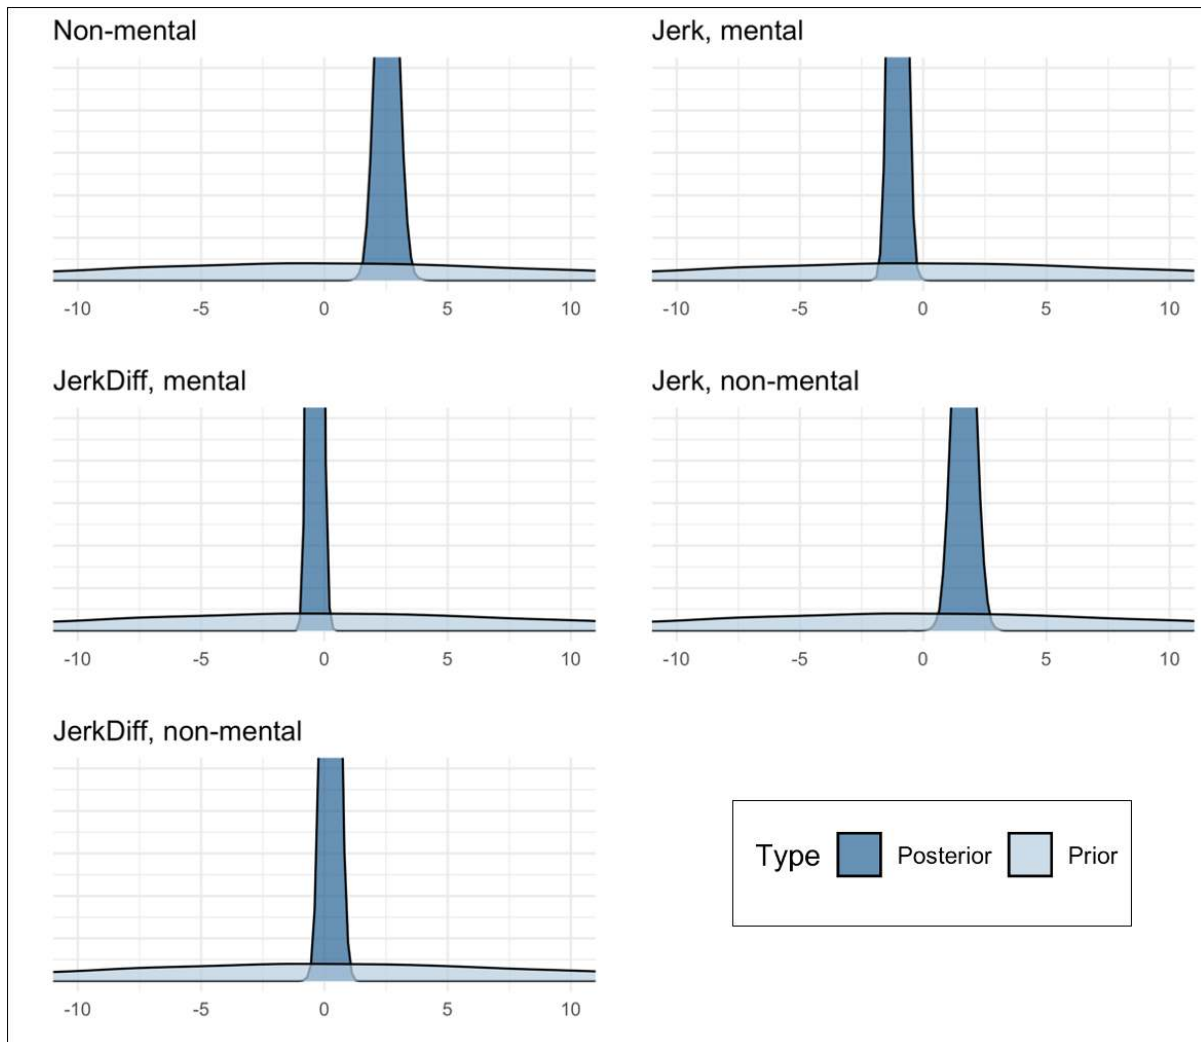 Non-mental
Jerk, mental
-10 -5 0 5 10
-10 -5 0 5 10
JerkDiff, mental
Jerk, non-mental
-10 -5 0 5 10
-10 -5 0 5 10
JerkDiff, non-mental
Type Posterior Prior
-10 -5 0 5 10